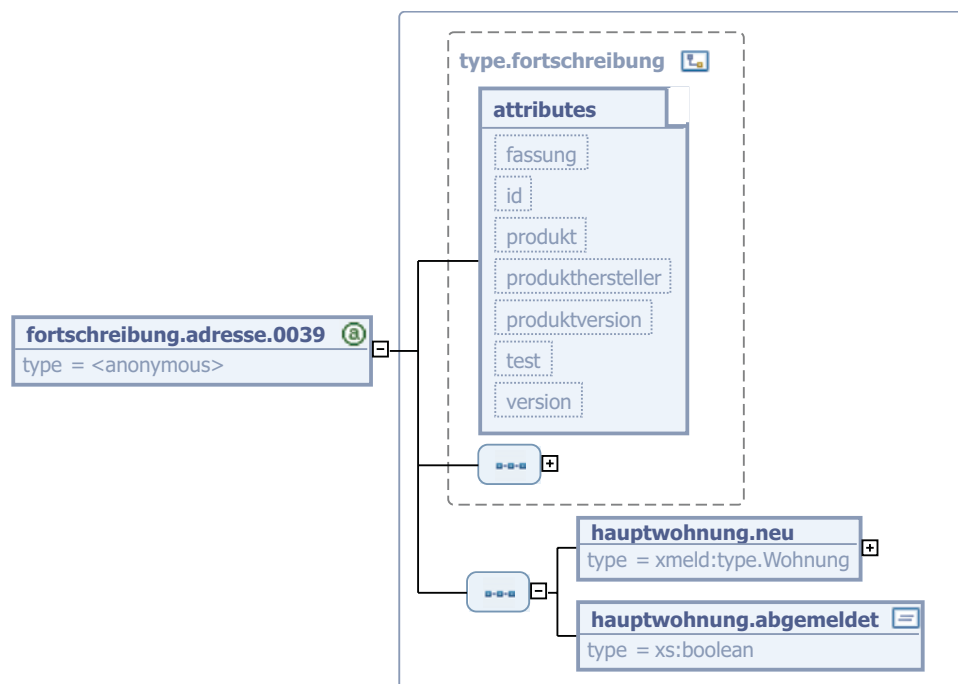 type.fortschreibung
attributes
fassung
id
produkt
produkthersteller
produktversion
test
version
fortschreibung.adresse.0039
type = <anonymous>
hauptwohnung.neu
type = xmeld:type.Wohnung
hauptwohnung.abgemeldet
type = xs:boolean